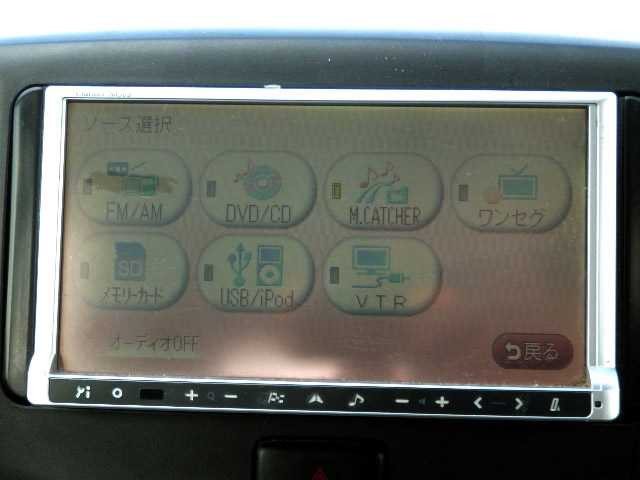 ソース選択
FM/AM
DVD/CD
M.CATCHER
ワンセグ
SD
メモリーカード
USB/iPod
VTR
オーディオOFF
戻る